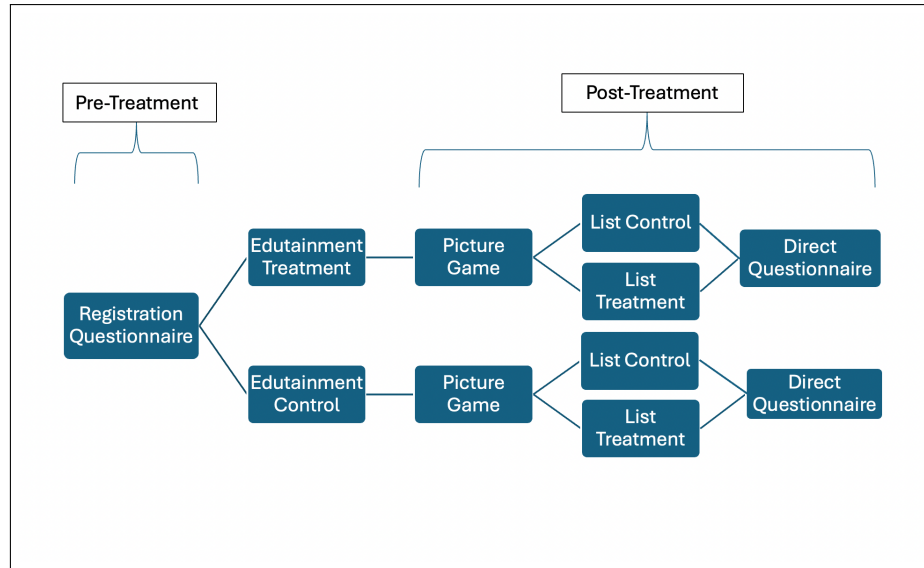 Pre-Treatment
Post-Treatment
Registration
Questionnaire
Edutainment
Treatment
Picture
Game
List Control
List
Treatment
Direct
Questionnaire
Edutainment
Control
Picture
Game
List Control
List
Treatment
Direct
Questionnaire